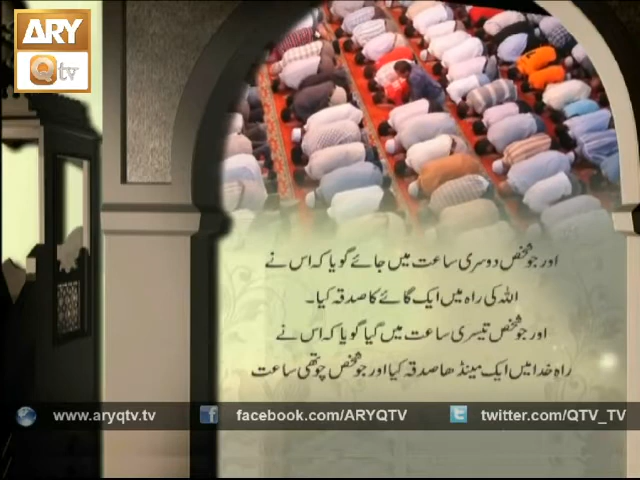 ARY
Qtv
اور جو شخص دوسری ساعت میں جائے گویا کہ اس نے
اللہ کی راہ میں ایک گائے کا صدقہ کیا۔
اور جو شخص تیسری ساعت میں گیا گویا کہ اس نے
راہ خدا میں ایک مینڈھا صدقہ کیا اور جو شخص چوتھی ساعت
www.aryqtv.tv facebook.com/ARYQTV twitter.com/QTV_TV